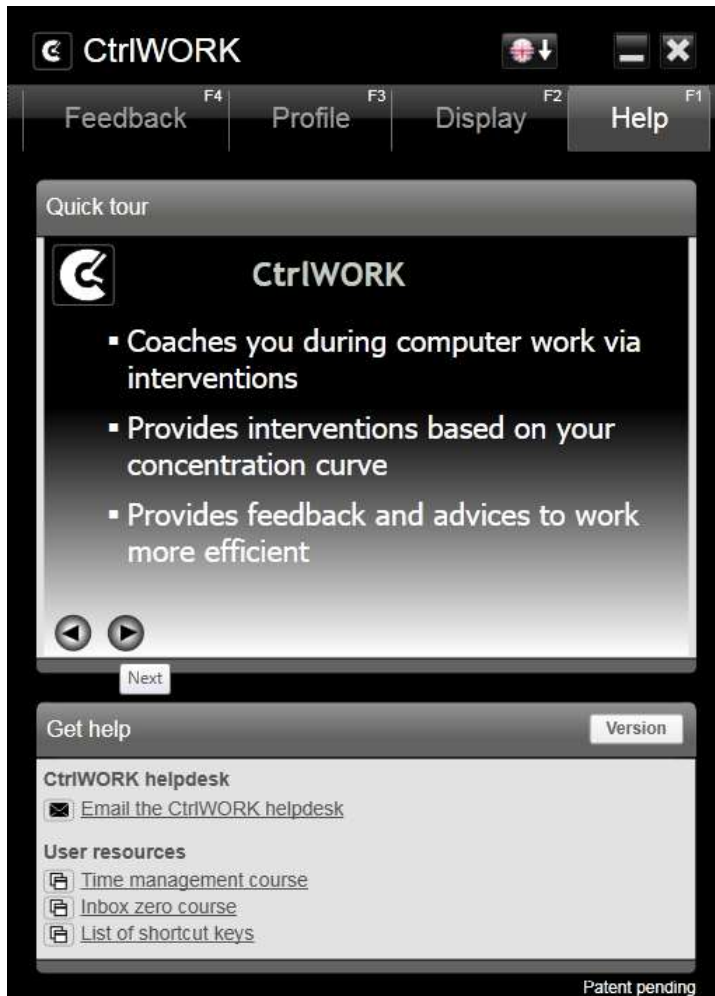 CtrlWORK
Feedback F4 Profile F3 Display F2 Help F1
Quick tour
CtrlWORK
▪ Coaches you during computer work via
interventions
▪ Provides interventions based on your
concentration curve
▪ Provides feedback and advices to work
more efficient
Next
Get help Version
CtrlWORK helpdesk
Email the CtrlWORK helpdesk
User resources
Time management course
Inbox zero course
List of shortcut keys
Patent pending